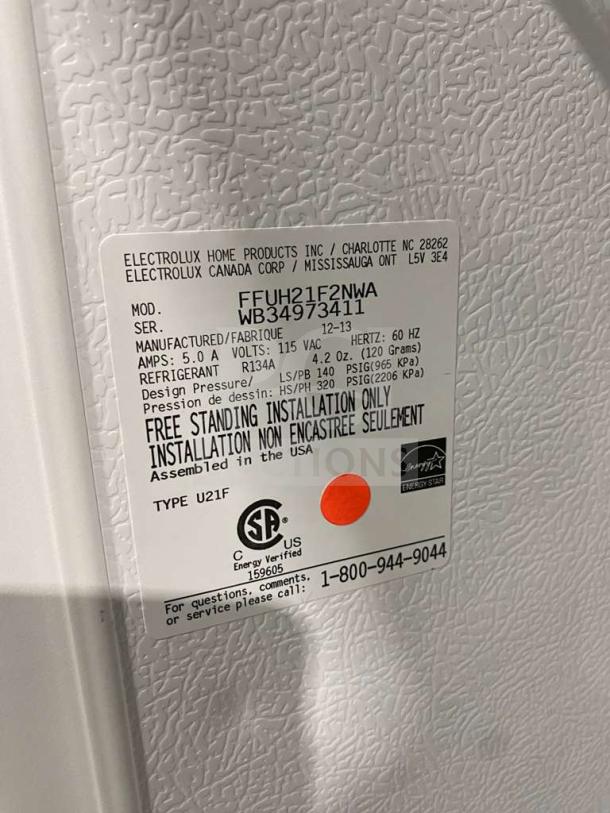 ELECTROLUX HOME PRODUCTS INC / CHARLOTTE NC 28262
ELECTROLUX CANADA CORP / MISSISSAUGA ONT L5V 3E4
MOD. FFUH21F2NWA
SER. WB34973411
MANUFACTURED/FABRIQUE 12-13
AMPS: 5.0 A VOLTS: 115 VAC HERTZ: 60 HZ
REFRIGERANT R134A 4.2 Oz. (120 Grams)
Design Pressure/ LS/PB 140 PSIG(965 KPa)
Pression de dessin: HS/PH 320 PSIG(2206 KPa)
FREE STANDING INSTALLATION ONLY
INSTALLATION NON ENCASTREE SEULEMENT
Assembled in the USA
TYPE U21F
energy
ENERGY STAR
CSA®
C US
Energy Verified
159605
For questions, comments,
or service please call: 1-800-944-9044